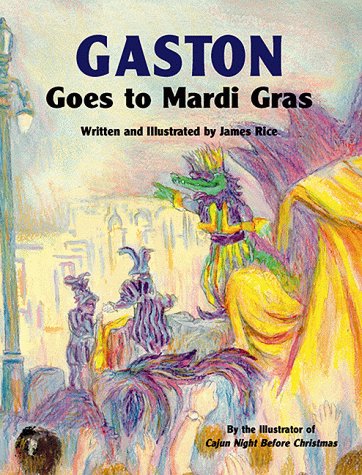 GASTON
Goes to Mardi Gras
Written and Illustrated by James Rice
By the Illustrator of
Cajun Night Before Christmas